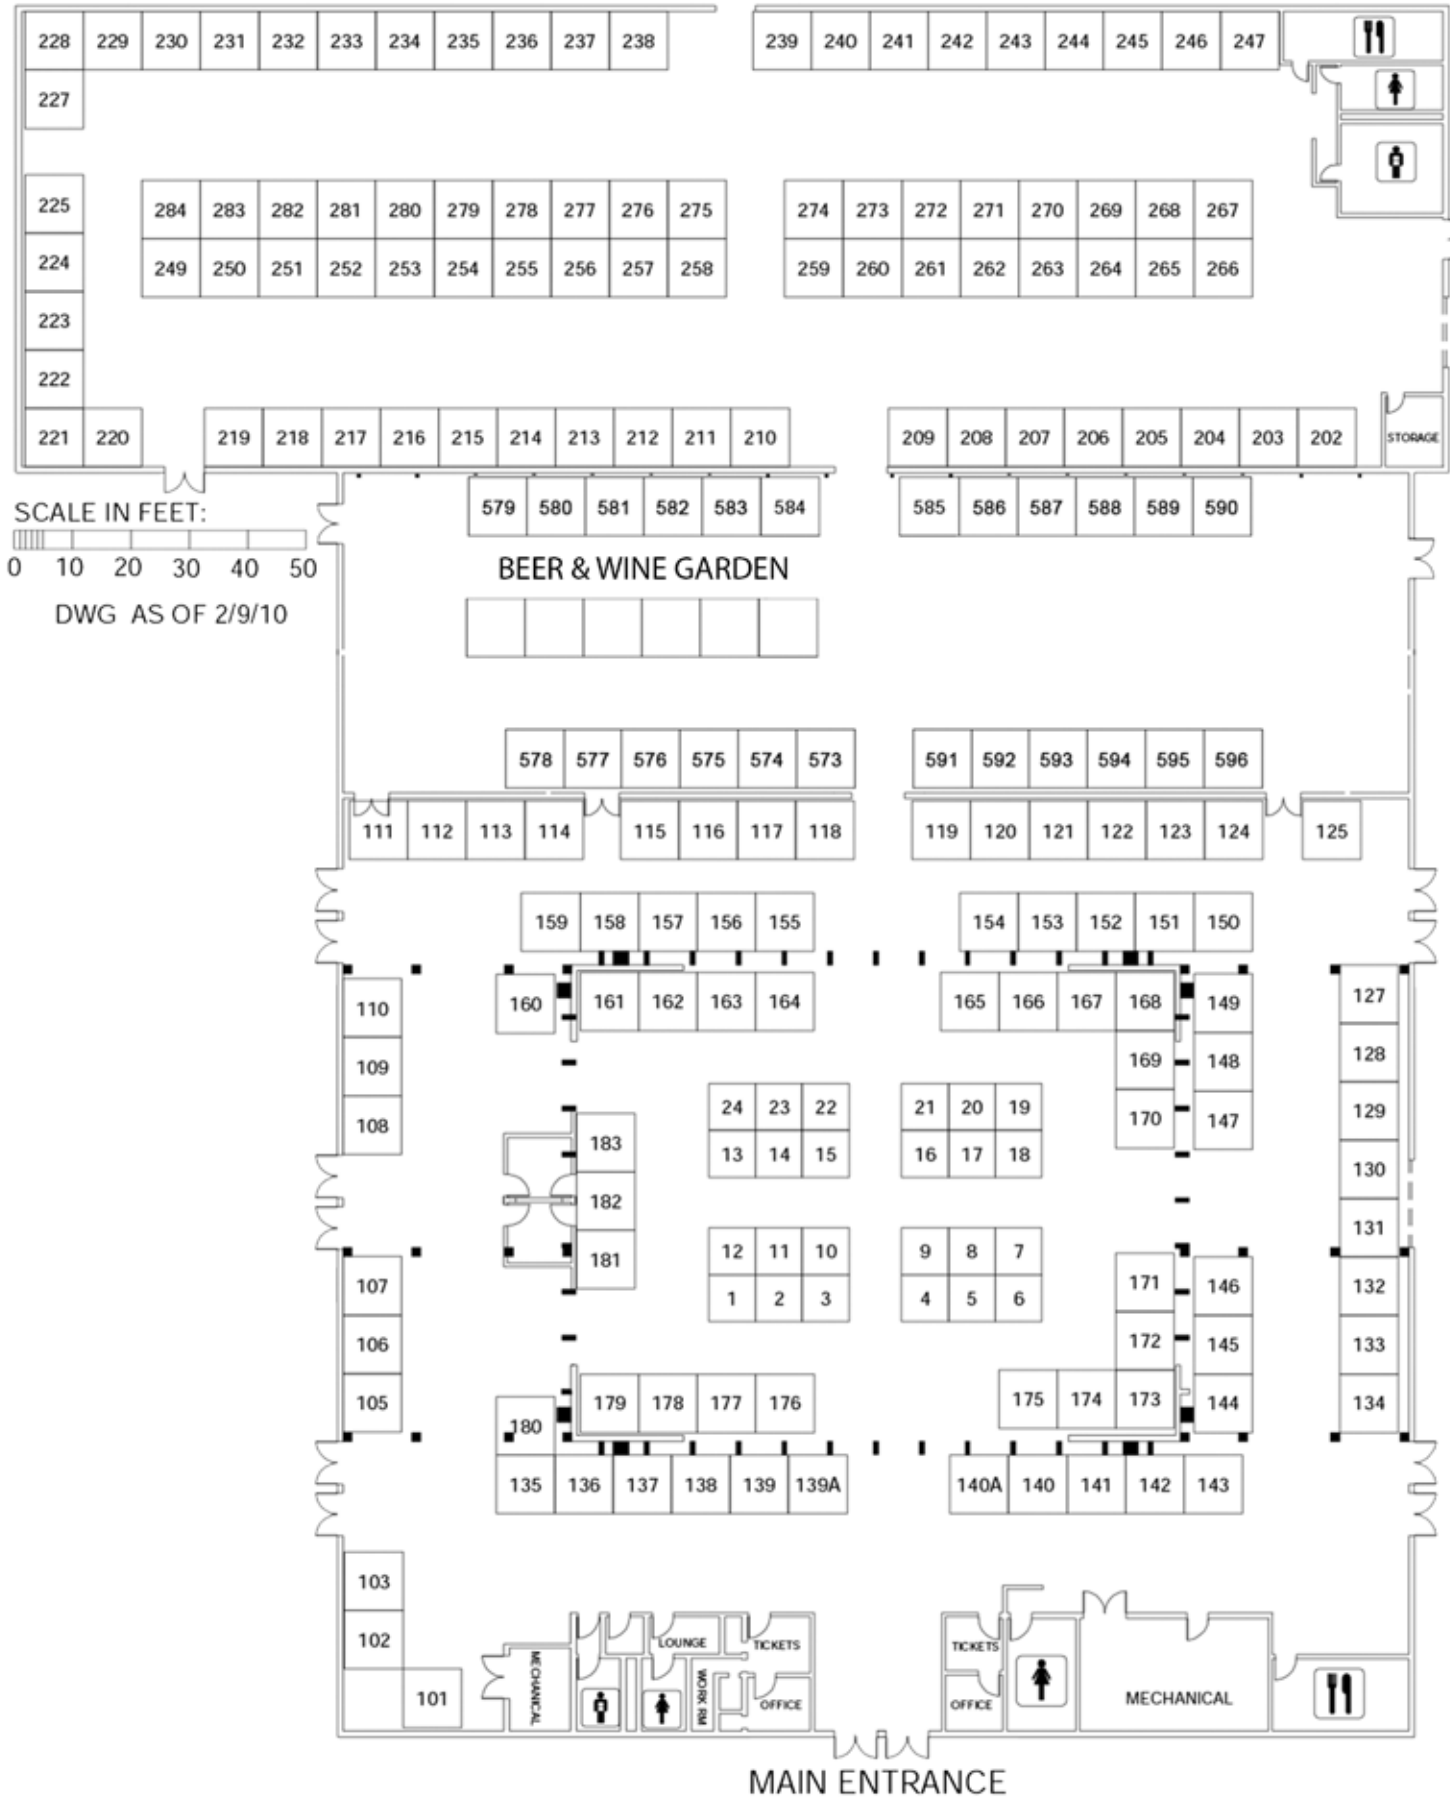 228 229 230 231 232 233 234 235 236 237 238 239 240 241 242 243 244 245 246 247
227
225 284 283 282 281 280 279 278 277 276 275 274 273 272 271 270 269 268 267
224 249 250 251 252 253 254 255 256 257 258 259 260 261 262 263 264 265 266
223
222
221 220 219 218 217 216 215 214 213 212 211 210 209 208 207 206 205 204 203 202 STORAGE
579 580 581 582 583 584 585 586 587 588 589 590
SCALE IN FEET:
0 10 20 30 40 50
BEER & WINE GARDEN
DWG AS OF 2/9/10
578 577 576 575 574 573 591 592 593 594 595 596
111 112 113 114 115 116 117 118 119 120 121 122 123 124 125
159 158 157 156 155 154 153 152 151 150
110 160 161 162 163 164 165 166 167 168 149 127
109 169 148 128
108 24 23 22 21 20 19 170 147 129
183 13 14 15 16 17 18 130
182 131
181 12 11 10 9 8 7
107 1 2 3 4 5 6 171 146 132
106 172 145 133
105 180 179 178 177 176 175 174 173 144 134
135 136 137 138 139 139A 140A 140 141 142 143
103
102 LOUNGE TICKETS TICKETS
101 MECHANICAL WORK RM OFFICE OFFICE MECHANICAL
MAIN ENTRANCE